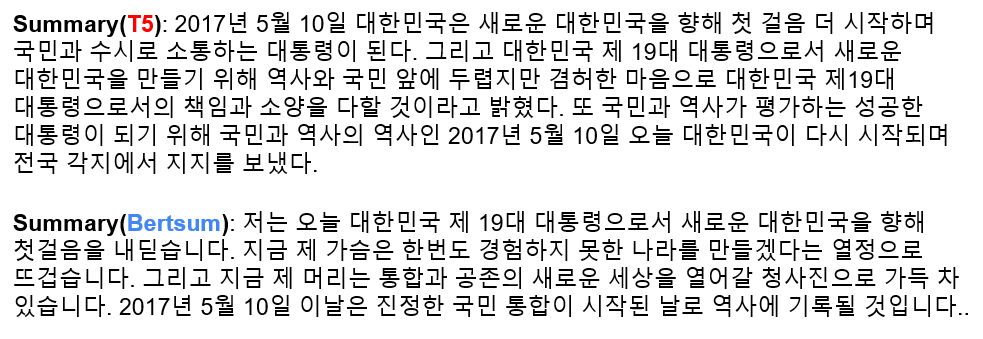 Summary(T5): 2017년 5월 10일 대한민국은 새로운 대한민국을 향해 첫 걸음 더 시작하며
국민과 수시로 소통하는 대통령이 된다. 그리고 대한민국 제 19대 대통령으로서 새로운
대한민국을 만들기 위해 역사와 국민 앞에 두렵지만 겸허한 마음으로 대한민국 제19대
대통령으로서의 책임과 소양을 다할 것이라고 밝혔다. 또 국민과 역사가 평가하는 성공한
대통령이 되기 위해 국민과 역사의 역사인 2017년 5월 10일 오늘 대한민국이 다시 시작되며
전국 각지에서 지지를 보냈다.
Summary(Bertsum): 저는 오늘 대한민국 제 19대 대통령으로서 새로운 대한민국을 향해
첫걸음을 내딛습니다. 지금 제 가슴은 한번도 경험하지 못한 나라를 만들겠다는 열정으로
뜨겁습니다. 그리고 지금 제 머리는 통합과 공존의 새로운 세상을 열어갈 청사진으로 가득 차
있습니다. 2017년 5월 10일 이날은 진정한 국민 통합이 시작된 날로 역사에 기록될 것입니다..